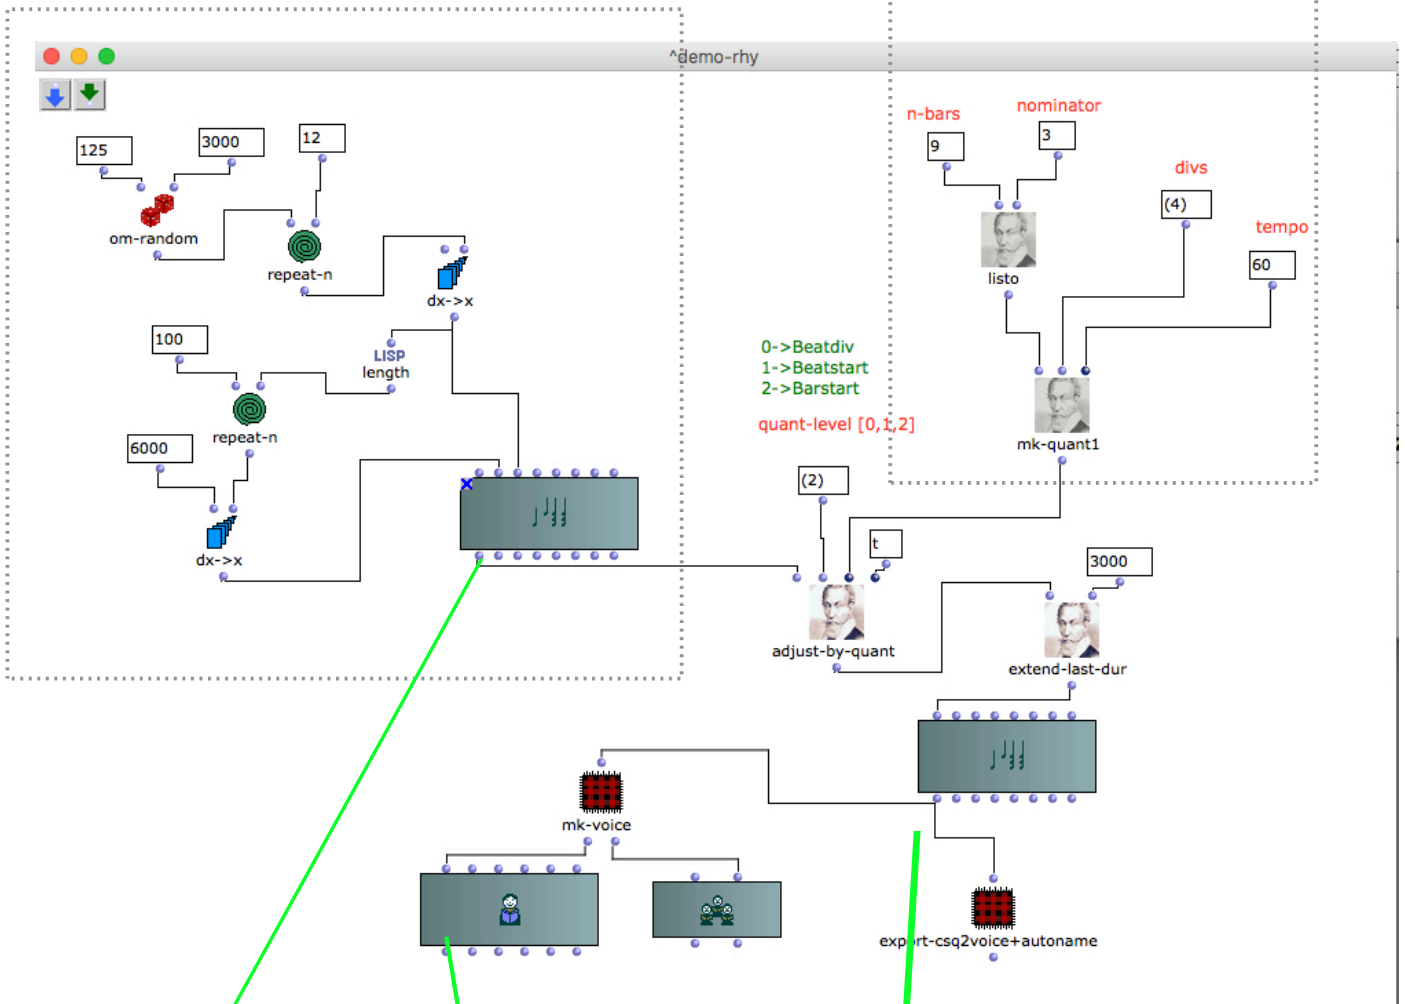 ^demo-rhy
n-bars
nominator
9
3
125
3000
12
divs
(4)
tempo
om-random
repeat-n
60
listo
dx->x
100
LISP
length
0->Beatdiv
1->Beatstart
2->Barstart
quant-level [0,1,2]
repeat-n
mk-quant1
6000
(2)
t
dx->x
3000
adjust-by-quant
extend-last-dur
mk-voice
export-csq2voice+autoname